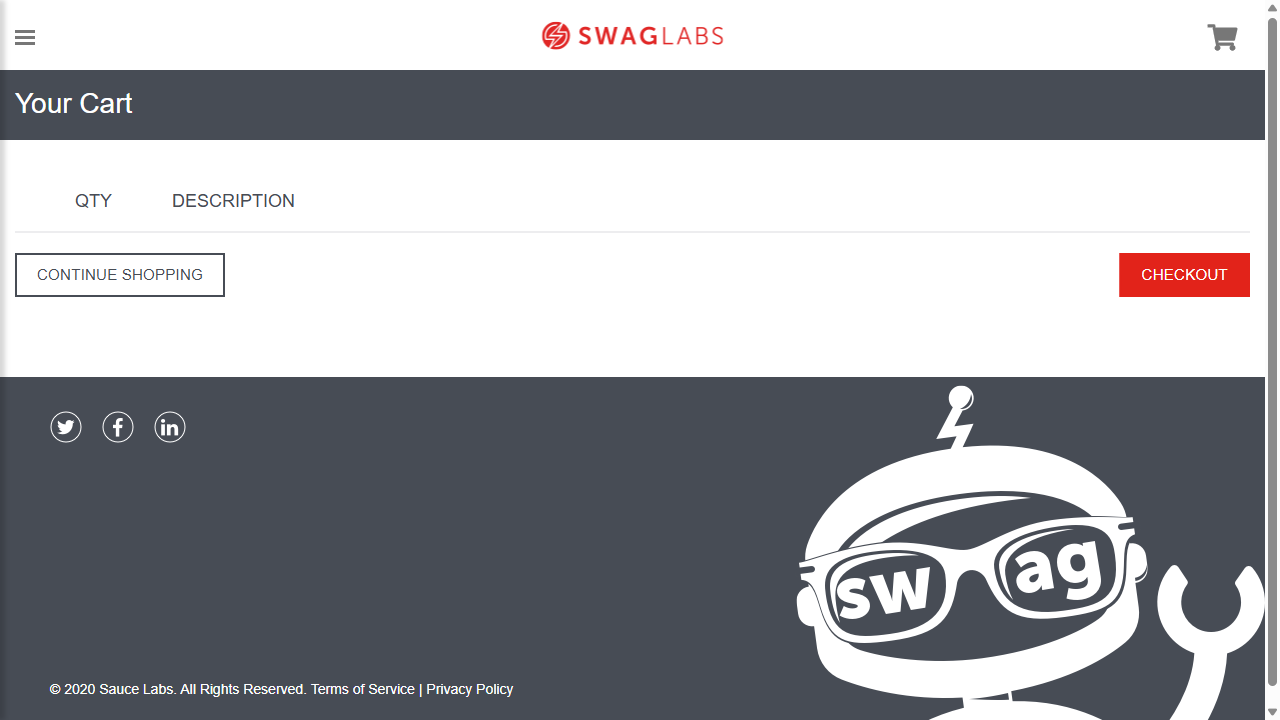 SWAGLABS
Your Cart
QTY DESCRIPTION
CONTINUE SHOPPING CHECKOUT
sw ag
© 2020 Sauce Labs. All Rights Reserved. Terms of Service | Privacy Policy